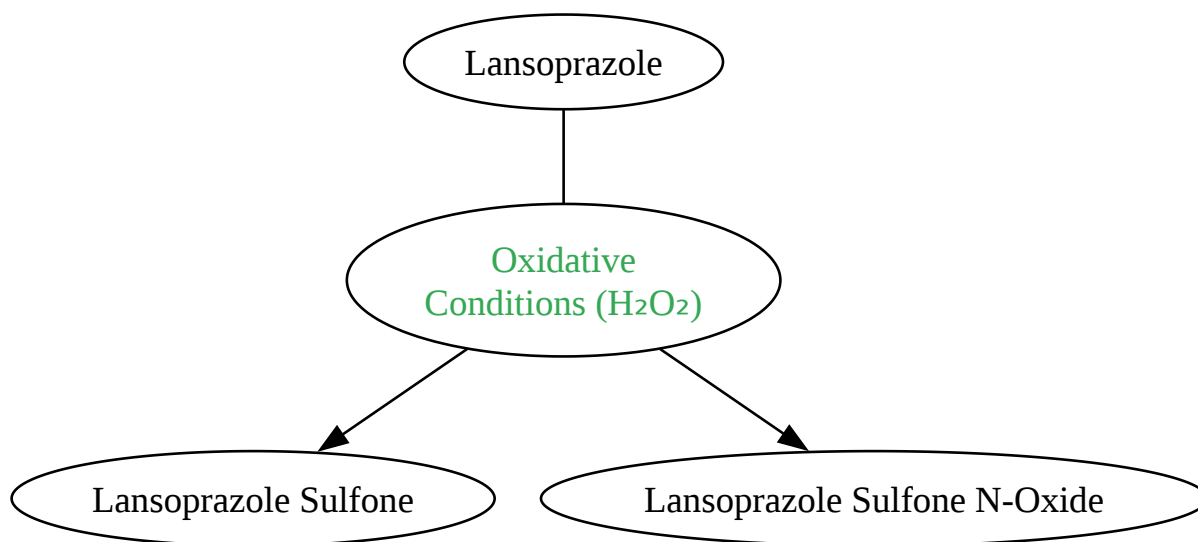 Lansoprazole
Oxidative
Conditions (H₂O₂)
Lansoprazole Sulfone
Lansoprazole Sulfone N-Oxide